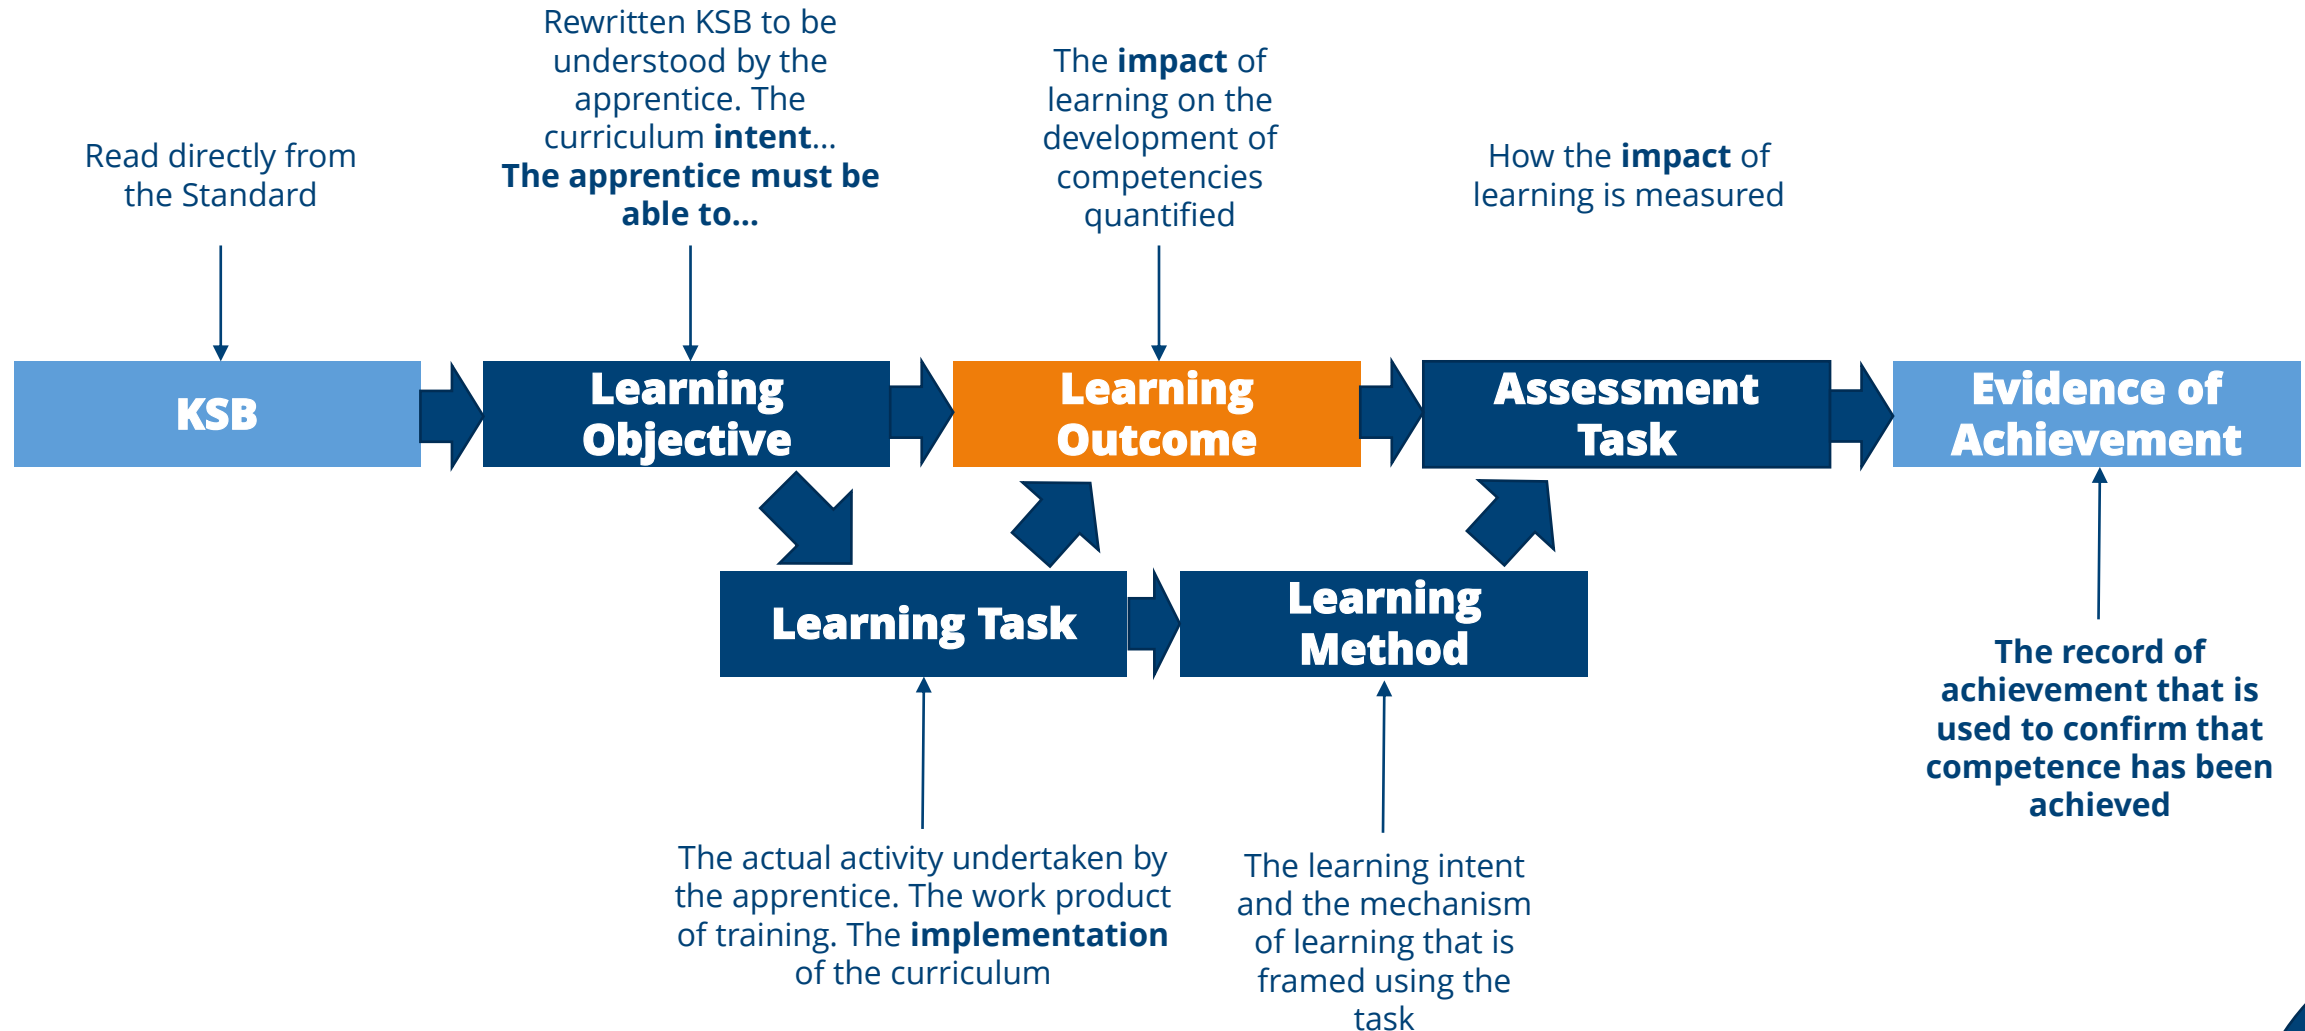 Read directly from
the Standard
Rewritten KSB to be
understood by the
apprentice. The
curriculum intent...
The apprentice must be
able to...
The impact of
learning on the
development of
competencies
quantified
How the impact of
learning is measured
KSB
Learning
Objective
Learning
Outcome
Assessment
Task
Evidence of
Achievement
Learning Task
Learning
Method
The actual activity undertaken by
the apprentice. The work product
of training. The implementation
of the curriculum
The learning intent
and the mechanism
of learning that is
framed using the
task
The record of
achievement that is
used to confirm that
competence has been
achieved